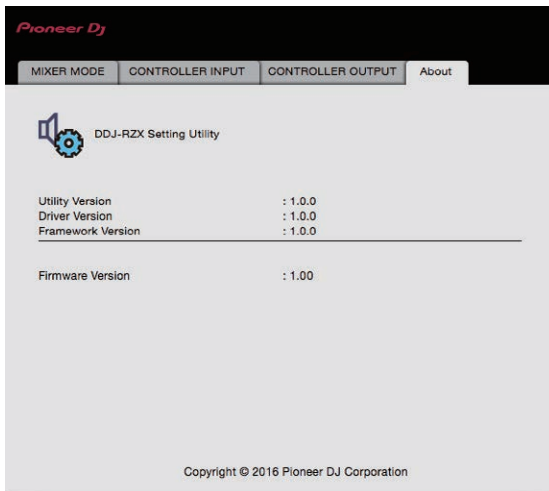 Pioneer Dj
MIXER MODE CONTROLLER INPUT CONTROLLER OUTPUT About
DDJ-RZX Setting Utility
Utility Version : 1.0.0
Driver Version : 1.0.0
Framework Version : 1.0.0
Firmware Version : 1.00
Copyright © 2016 Pioneer DJ Corporation